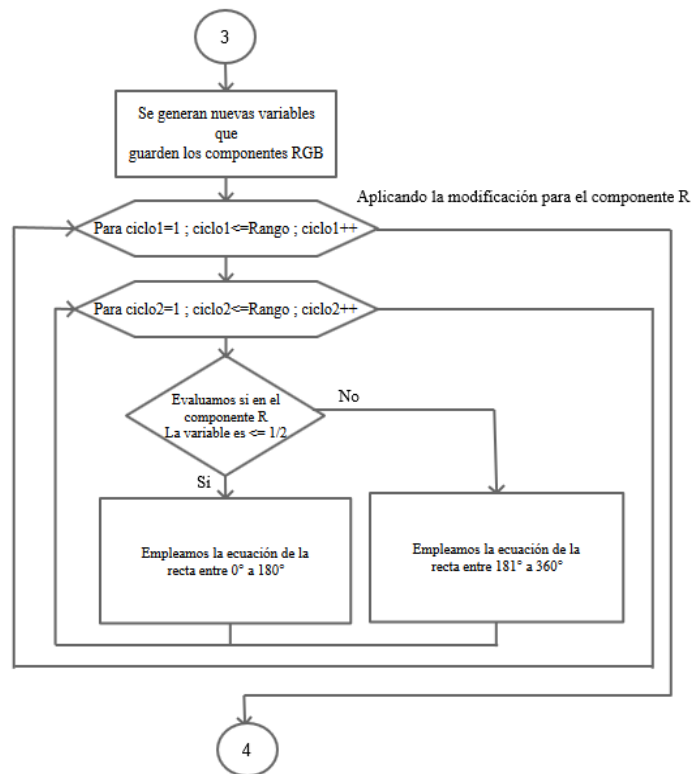 3
Se generan nuevas variables
que
guarden los componentes RGB
Aplicando la modificación para el componente R
Para ciclo1=1 ; ciclo1<=Rango ; ciclo1++
Para ciclo2=1 ; ciclo2<=Rango ; ciclo2++
Evaluamos si en el
componente R
La variable es <= 1/2
No
Si
Empleamos la ecuación de la
recta entre 0° a 180°
Empleamos la ecuación de la
recta entre 181° a 360°
4